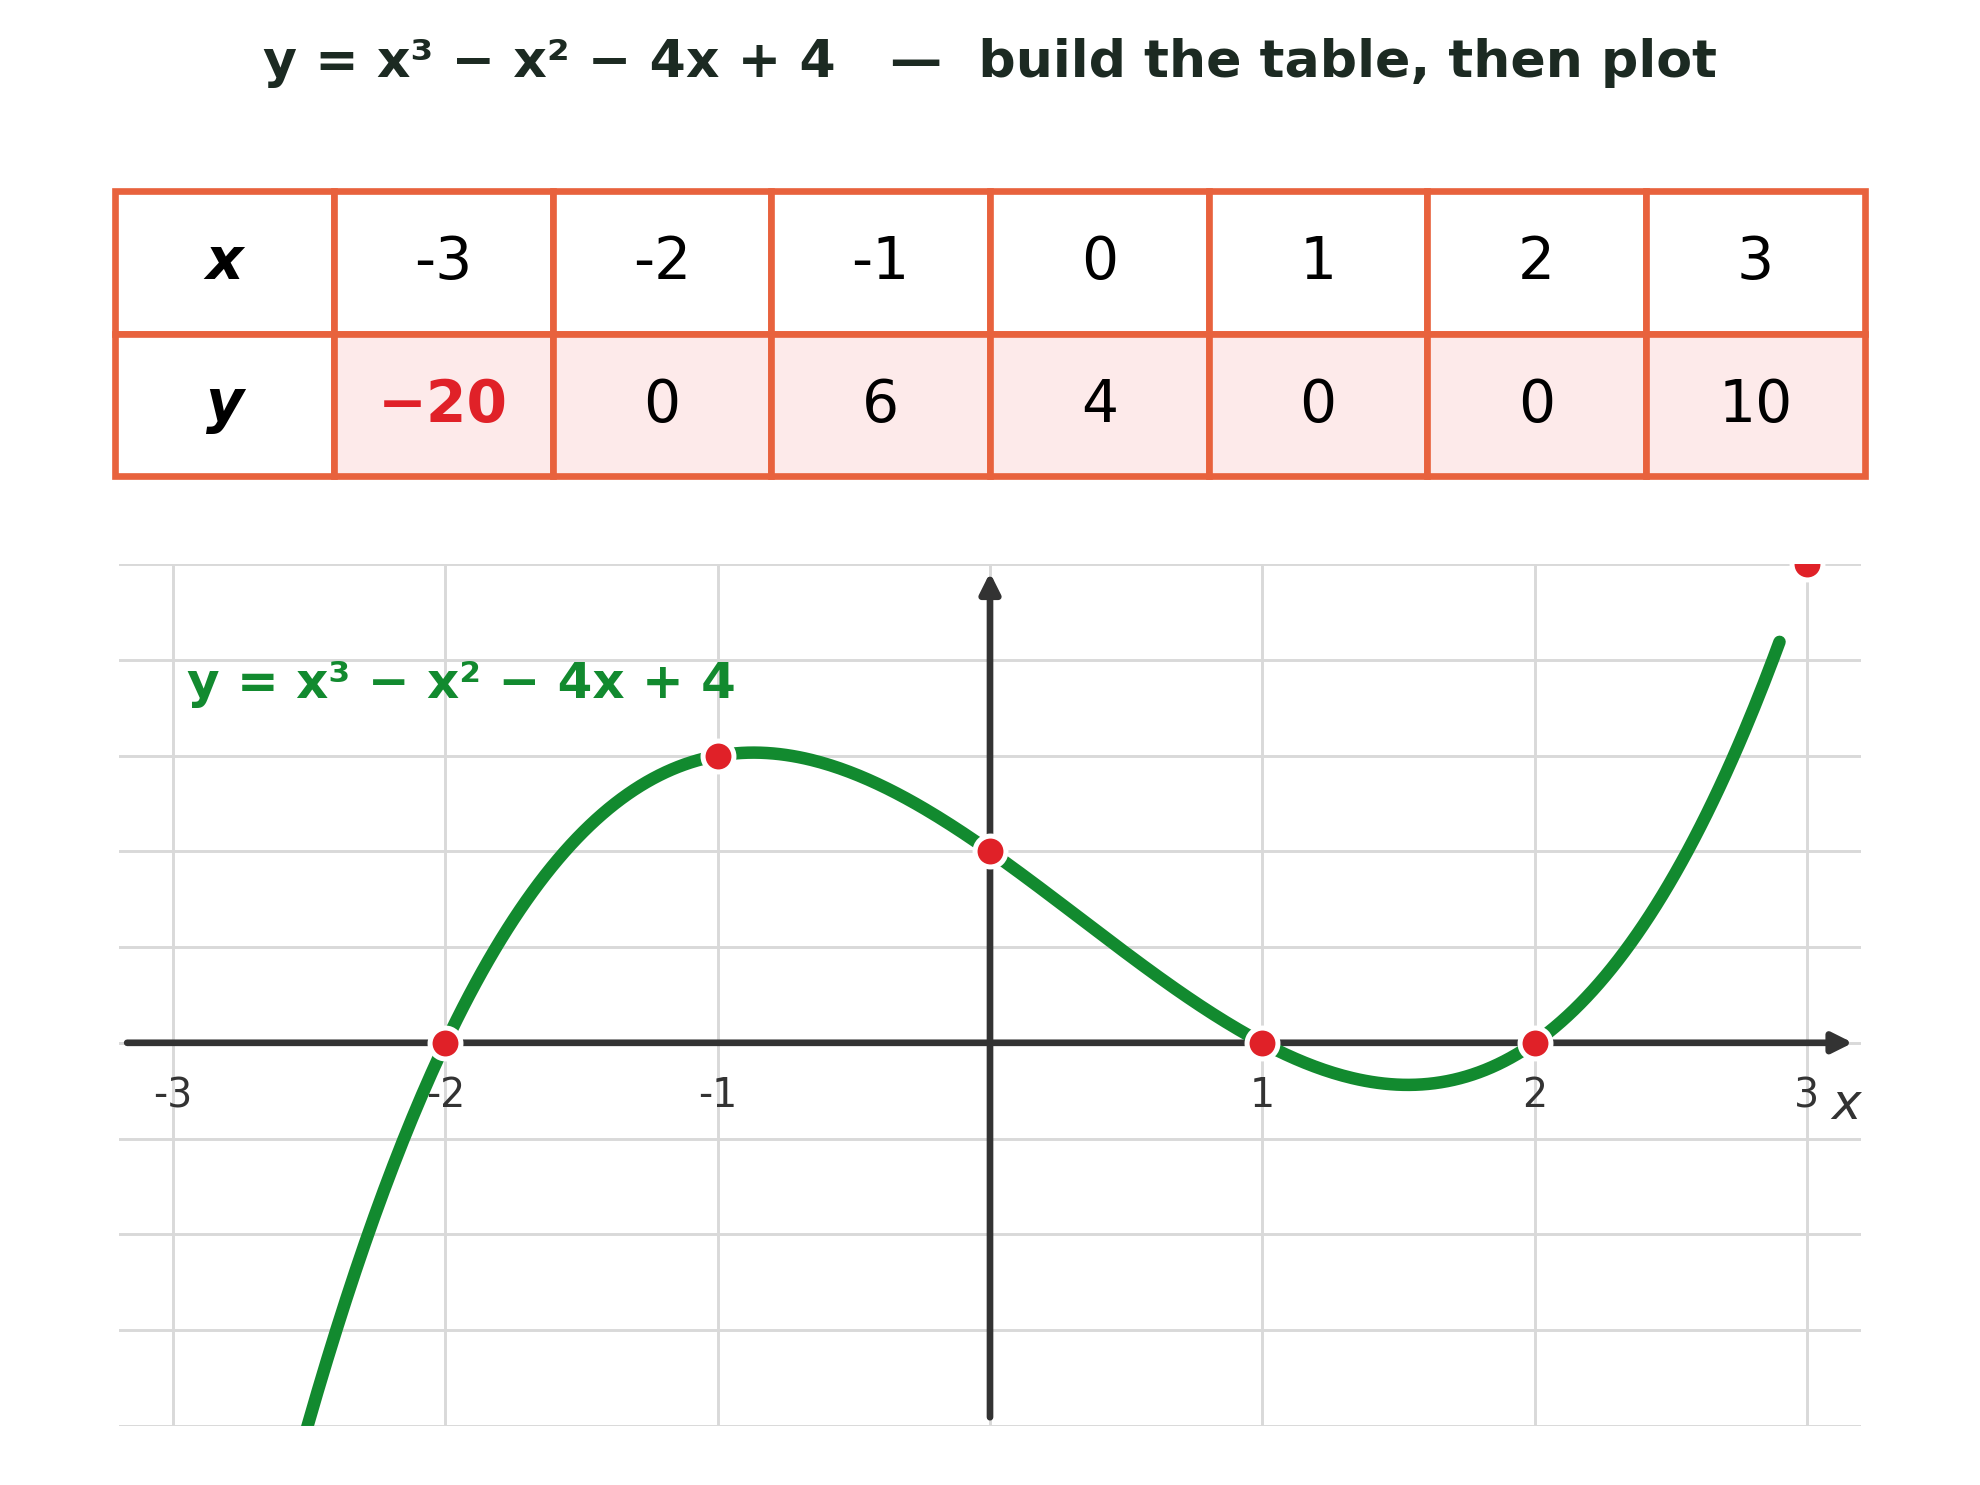 y = x³ − x² − 4x + 4 — build the table, then plot
x -3 -2 -1 0 1 2 3
y −20 0 6 4 0 0 10
y = x³ − x² − 4x + 4
-3 -2 -1 1 2 3 x